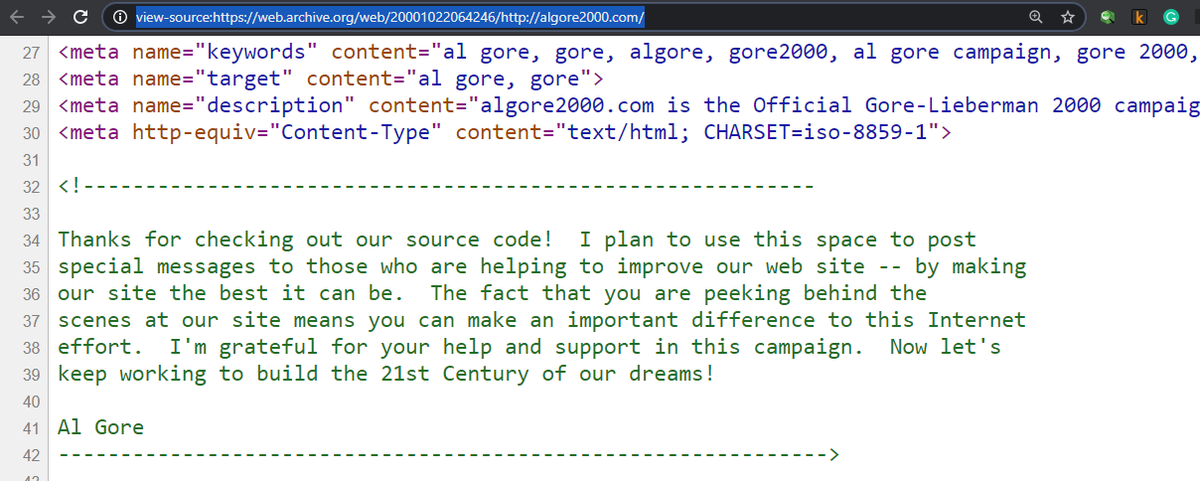 view-source:https://web.archive.org/web/20001022064246/http://algore2000.com/
27 <meta name="keywords" content="al gore, gore, algore, gore2000, al gore campaign, gore 2000,
28 <meta name="target" content="al gore, gore">
29 <meta name="description" content="algore2000.com is the Official Gore-Lieberman 2000 campaig
30 <meta http-equiv="Content-Type" content="text/html; CHARSET=iso-8859-1">
31
32 <!-----------------------------------------------------------
33
34 Thanks for checking out our source code!  I plan to use this space to post
35 special messages to those who are helping to improve our web site -- by making
36 our site the best it can be.  The fact that you are peeking behind the
37 scenes at our site means you can make an important difference to this Internet
38 effort.  I'm grateful for your help and support in this campaign.  Now let's
39 keep working to build the 21st Century of our dreams!
40
41 Al Gore
42 -------------------------------------------------------------->